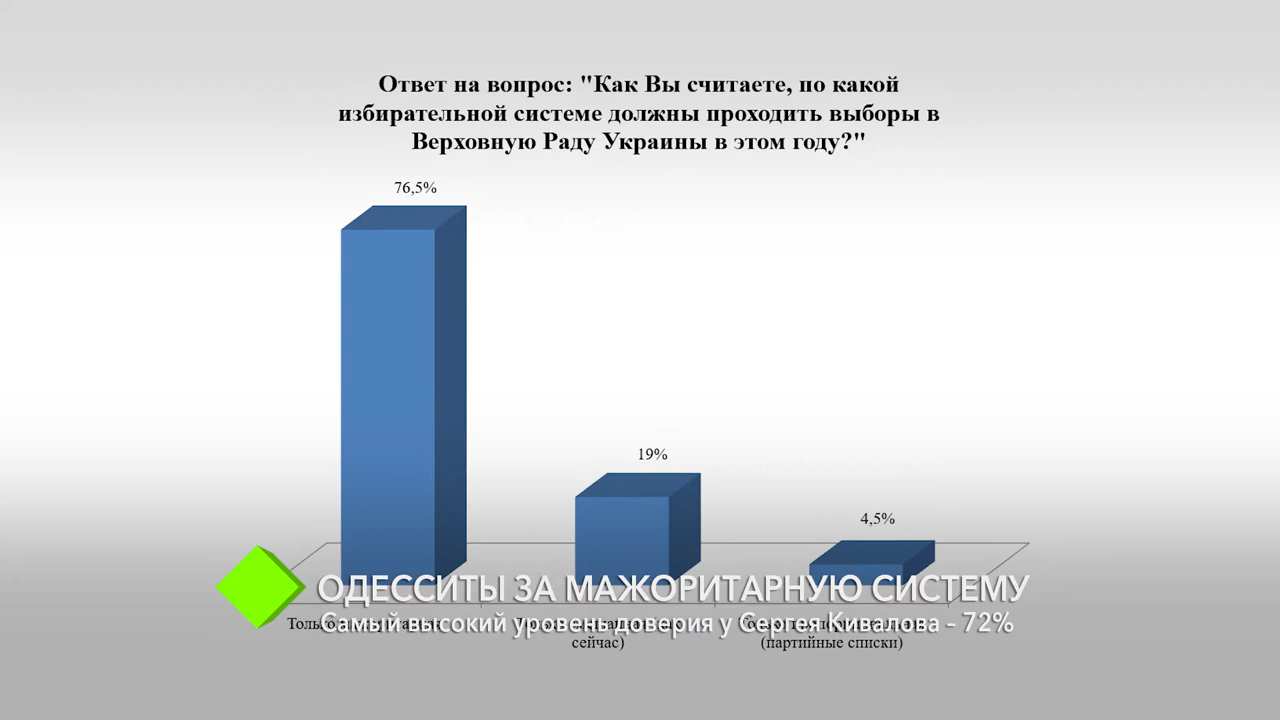 Ответ на вопрос: "Как Вы считаете, по какой
избирательной системе должны проходить выборы в
Верховную Раду Украины в этом году?"
76,5%
19%
4,5%
ОДЕССИТЫ ЗА МАЖОРИТАРНУЮ СИСТЕМУ
Самый высокий уровень доверия у Сергея Кивалова - 72%
сейчас)
(партийные списки)